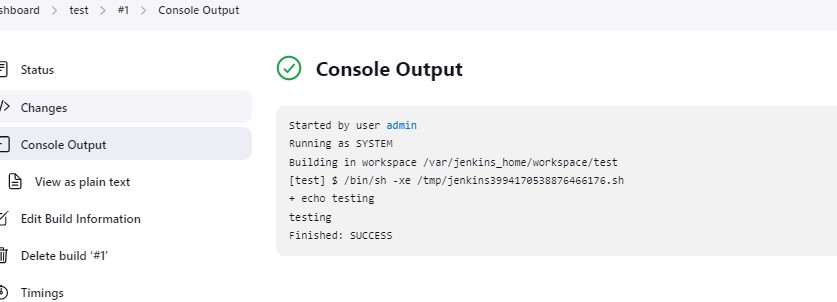 shboard > test > #1 > Console Output
Status
Console Output
Changes
Started by user admin
Running as SYSTEM
Console Output
Building in workspace /var/jenkins_home/workspace/test
View as plain text
[test] $ /bin/sh -xe /tmp/jenkins3994170538876466176.sh
+ echo testing
Edit Build Information
testing
Finished: SUCCESS
Delete build ‘#1’
Timings